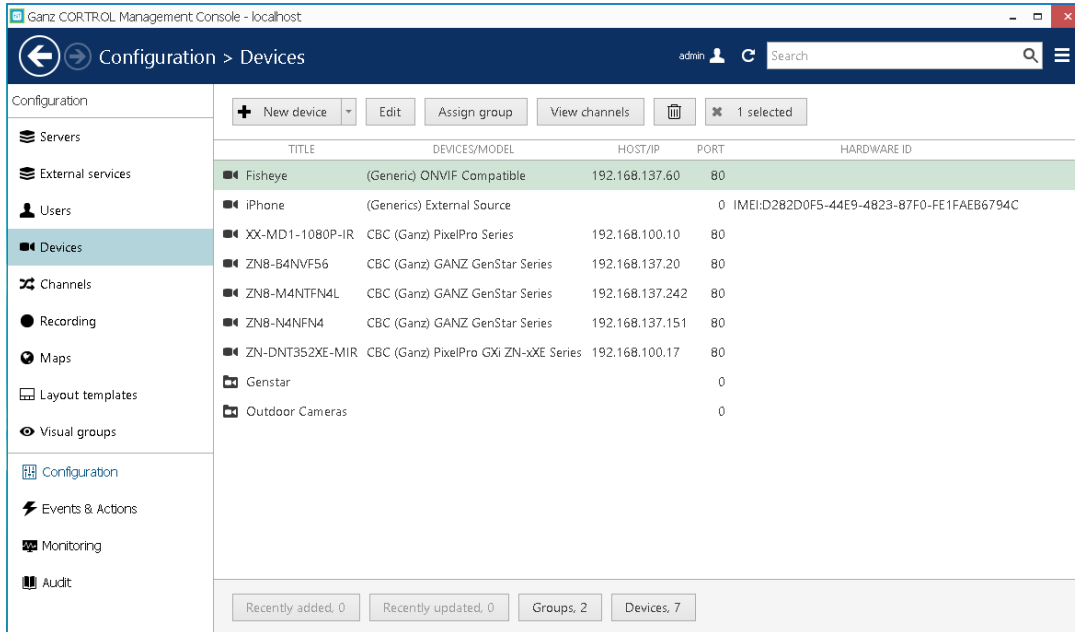 Ganz CORTROL Management Console - localhost
Configuration > Devices
admin
Search
Configuration
Servers
External services
Users
Devices
Channels
Recording
Maps
Layout templates
Visual groups
Configuration
Events & Actions
Monitoring
Audit
New device
Edit
Assign group
View channels
1 selected
TITLE DEVICES/MODEL HOST/IP PORT HARDWARE ID
Fisheye (Generic) ONVIF Compatible 192.168.137.60 80
iPhone (Generics) External Source 0 IMEI:D282D0F5-44E9-4823-87F0-FE1FAEB6794C
XX-MD1-1080P-IR CBC (Ganz) PixelPro Series 192.168.100.10 80
ZN8-B4NVF56 CBC (Ganz) GANZ GenStar Series 192.168.137.20 80
ZN8-M4NTFN4L CBC (Ganz) GANZ GenStar Series 192.168.137.242 80
ZN8-N4NFN4 CBC (Ganz) GANZ GenStar Series 192.168.137.151 80
ZN-DNT352XE-MIR CBC (Ganz) PixelPro GXi ZN-xXE Series 192.168.100.17 80
Genstar 0
Outdoor Cameras 0
Recently added, 0
Recently updated, 0
Groups, 2
Devices, 7